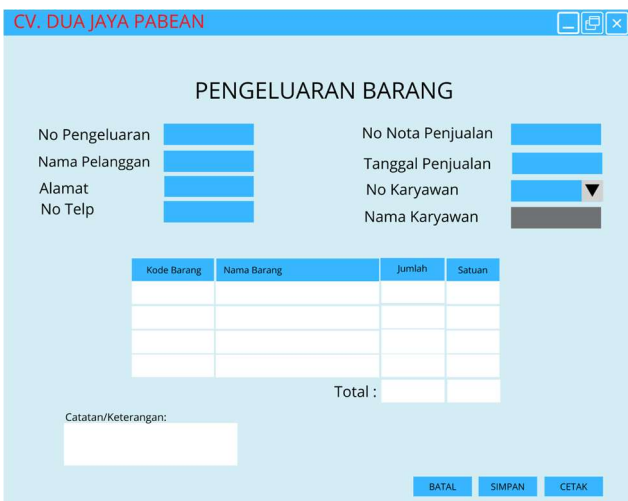 CV. DUA JAYA PABEAN
PENGELUARAN BARANG
No Pengeluaran
No Nota Penjualan
Nama Pelanggan
Tanggal Penjualan
Alamat
No Karyawan
No Telp
Nama Karyawan
Kode Barang Nama Barang Jumlah Satuan
Total :
Catatan/Keterangan:
BATAL SIMPAN CETAK